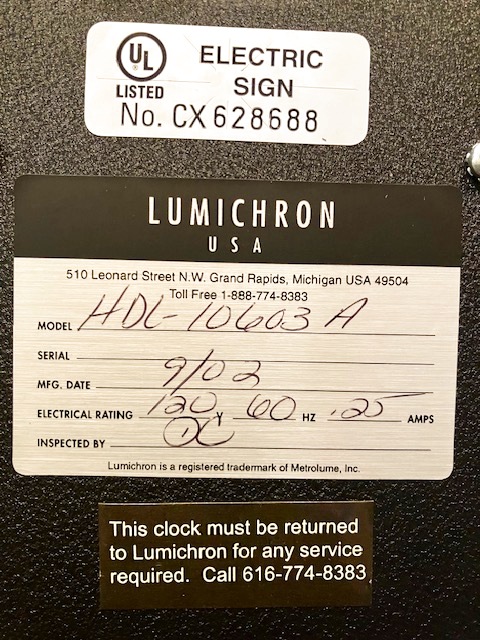 UL
LISTED
ELECTRIC
SIGN
No. CX628688
LUMICHRON
USA
510 Leonard Street N.W. Grand Rapids, Michigan USA 49504
Toll Free 1-888-774-8383
MODEL HDL-10603 A
SERIAL
MFG. DATE 9/02
ELECTRICAL RATING 120 V 60 HZ .25 AMPS
INSPECTED BY DC
Lumichron is a registered trademark of Metrolume, Inc.
This clock must be returned
to Lumichron for any service
required. Call 616-774-8383